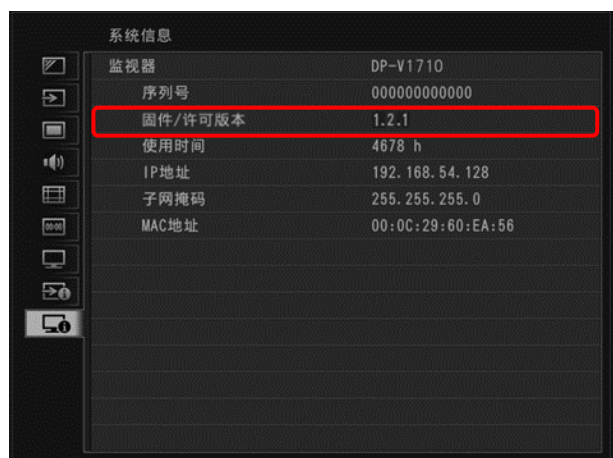 系统信息
监视器 DP-V1710
序列号 000000000000
固件/许可版本 1.2.1
使用时间 4678 h
IP地址 192.168.54.128
子网掩码 255.255.255.0
MAC地址 00:0C:29:60:EA:56
00:00